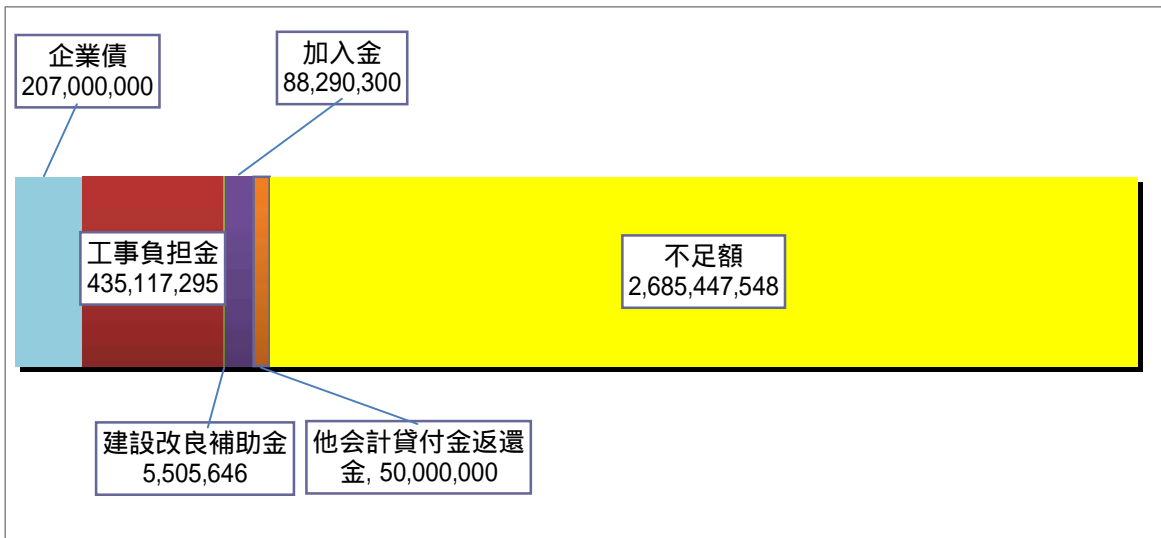 企業債
207,000,000
加入金
88,290,300
工事負担金
435,117,295
不足額
2,685,447,548
建設改良補助金
5,505,646
他会計貸付金返還
金, 50,000,000